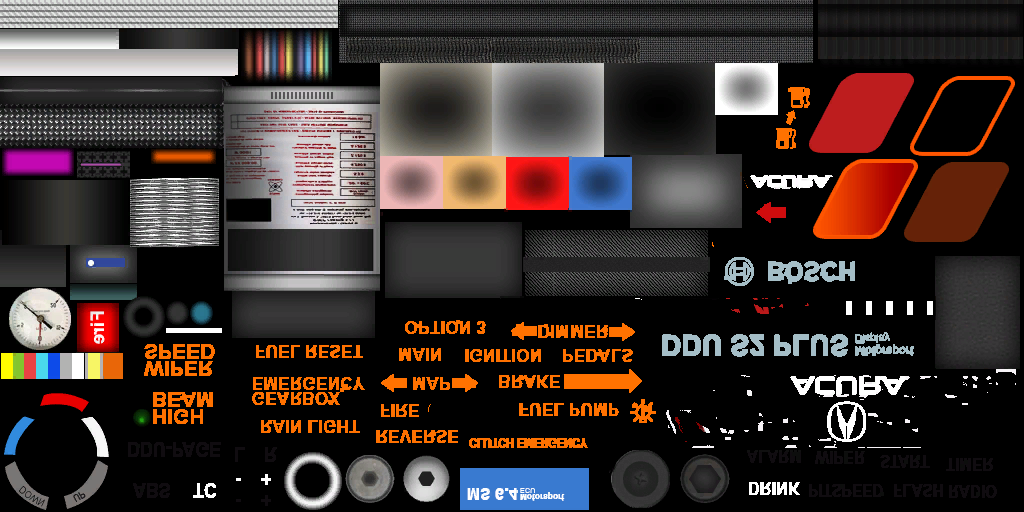 ACURA
BOSCH
Fire
OPTION 3
DIMMER
DDU S2 PLUS
Display
Motorsport
SPEED
WIPER
FUEL RESET
MAIN
IGNITION
PEDALS
EMERGENCY
GEARBOX
MAP
BRAKE
ACURA
BEAM
HIGH
FIRE
FUEL PUMP
RAIN LIGHT
REVERSE
CLUTCH EMERGENCY
DDU-PAGE
L
R
ALARM
WIPER
START
TIMER
DOWN
UP
ABS
TC
-
+
MS 6.4
ECU
Motorsport
DRINK
PITSPEED
FLASH
RADIO